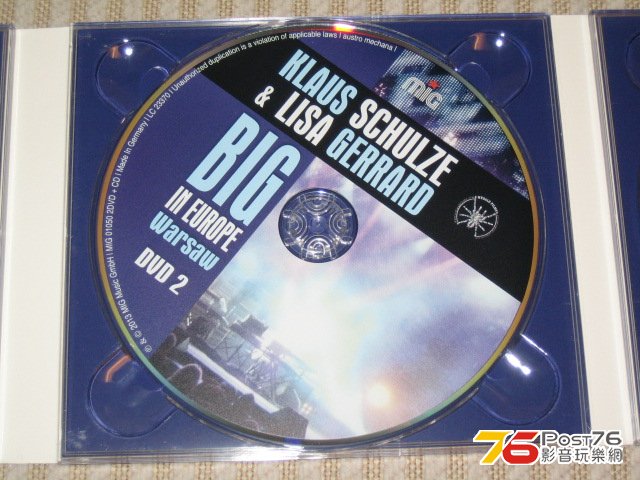 KLAUS SCHULZE
& LISA GERRARD
MiG
BIG
IN EUROPE
Warsaw
DVD 2
℗ & © 2013 MIG Music GmbH | MIG 01050 2DVD + CD | Made in Germany | LC 23370 | Unauthorized duplication is a violation of applicable laws | austro mechana |
76 POST76
影音玩樂網